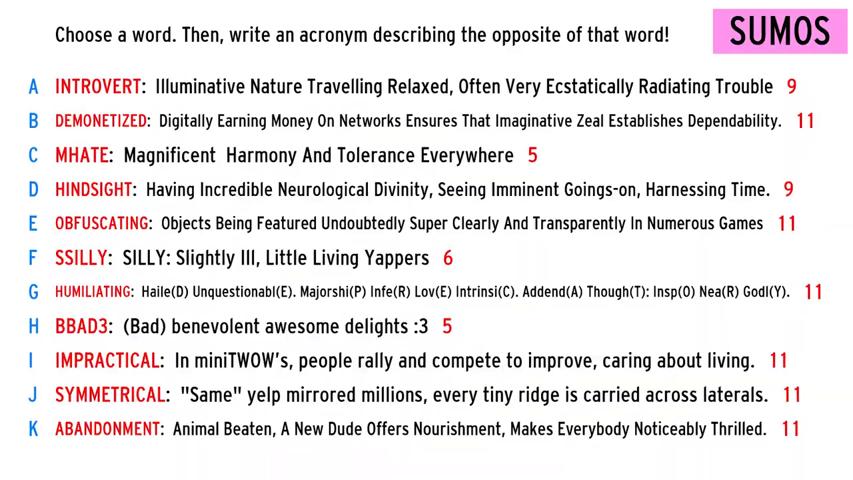 Choose a word. Then, write an acronym describing the opposite of that word!
SUMOS
A INTROVERT: Illuminative Nature Travelling Relaxed, Often Very Ecstatically Radiating Trouble 9
B DEMONETIZED: Digitally Earning Money On Networks Ensures That Imaginative Zeal Establishes Dependability. 11
C MHATE: Magnificent Harmony And Tolerance Everywhere 5
D HINDSIGHT: Having Incredible Neurological Divinity, Seeing Imminent Goings-on, Harnessing Time. 9
E OBFUSCATING: Objects Being Featured Undoubtedly Super Clearly And Transparently In Numerous Games 11
F SSILLY: SILLY: Slightly Ill, Little Living Yappers 6
G HUMILIATING: Haile(D) Unquestionabl(E). Majorshi(P) Infe(R) Lov(E) Intrinsi(C). Addend(A) Though(T): Insp(O) Nea(R) Godl(Y). 11
H BBAD3: (Bad) benevolent awesome delights :3 5
I IMPRACTICAL: In miniTWOW's, people rally and compete to improve, caring about living. 11
J SYMMETRICAL: "Same" yelp mirrored millions, every tiny ridge is carried across laterals. 11
K ABANDONMENT: Animal Beaten, A New Dude Offers Nourishment, Makes Everybody Noticeably Thrilled. 11